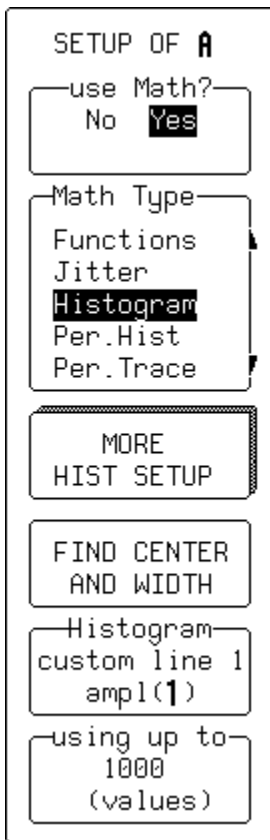 SETUP OF A
use Math?
No Yes
Math Type
Functions
Jitter
Histogram
Per.Hist
Per.Trace
MORE
HIST SETUP
FIND CENTER
AND WIDTH
Histogram
custom line 1
ampl(1)
using up to
1000
(values)